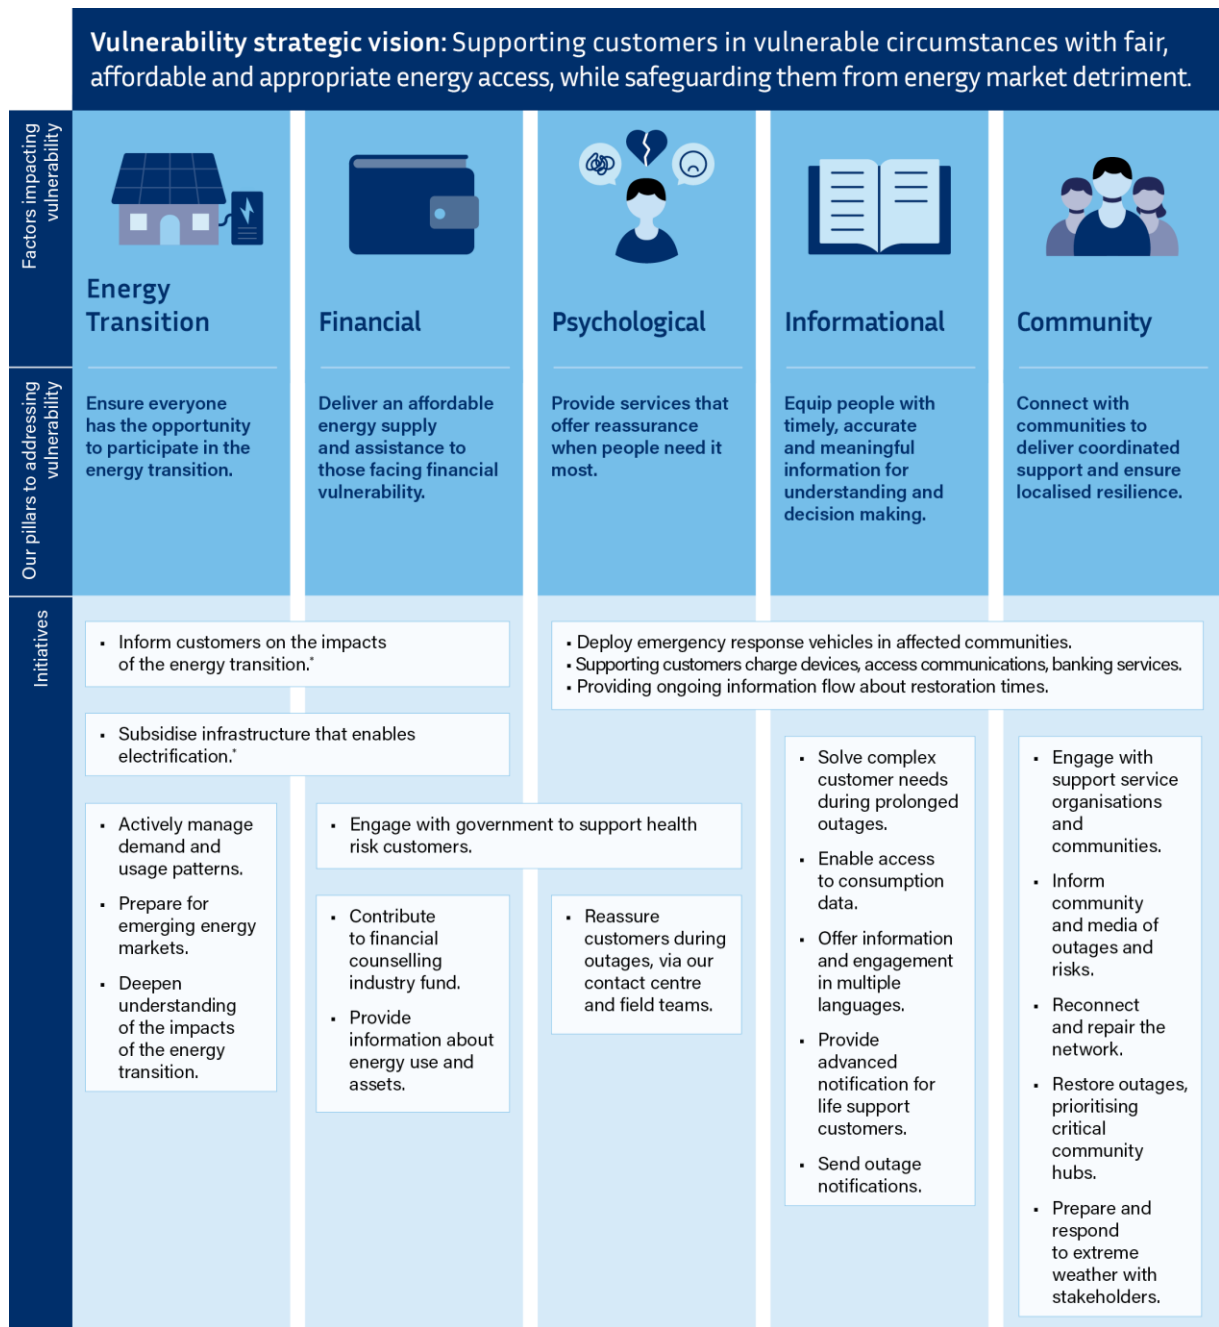 Vulnerability strategic vision: Supporting customers in vulnerable circumstances with fair,
affordable and appropriate energy access, while safeguarding them from energy market detriment.
Factors impacting
vulnerability
Energy
Transition
Financial
Psychological
Informational
Community
Our pillars to addressing
vulnerability
Ensure everyone
has the opportunity
to participate in the
energy transition.
Deliver an affordable
energy supply
and assistance to
those facing financial
vulnerability.
Provide services that
offer reassurance
when people need it
most.
Equip people with
timely, accurate
and meaningful
information for
understanding and
decision making.
Connect with
communities to
deliver coordinated
support and ensure
localised resilience.
Initiatives
▪ Inform customers on the impacts
of the energy transition.*
▪ Subsidise infrastructure that enables
electrification.*
▪ Deploy emergency response vehicles in affected communities.
▪ Supporting customers charge devices, access communications, banking services.
▪ Providing ongoing information flow about restoration times.
▪ Actively manage
demand and
usage patterns.
▪ Prepare for
emerging energy
markets.
▪ Deepen
understanding
of the impacts
of the energy
transition.
▪ Engage with government to support health
risk customers.
▪ Contribute
to financial
counselling
industry fund.
▪ Provide
information about
energy use and
assets.
▪ Reassure
customers during
outages, via our
contact centre
and field teams.
▪ Solve complex
customer needs
during prolonged
outages.
▪ Enable access
to consumption
data.
▪ Offer information
and engagement
in multiple
languages.
▪ Provide
advanced
notification for
life support
customers.
▪ Send outage
notifications.
▪ Engage with
support service
organisations
and
communities.
▪ Inform
community
and media of
outages and
risks.
▪ Reconnect
and repair the
network.
▪ Restore outages,
prioritising
critical
community
hubs.
▪ Prepare and
respond
to extreme
weather with
stakeholders.